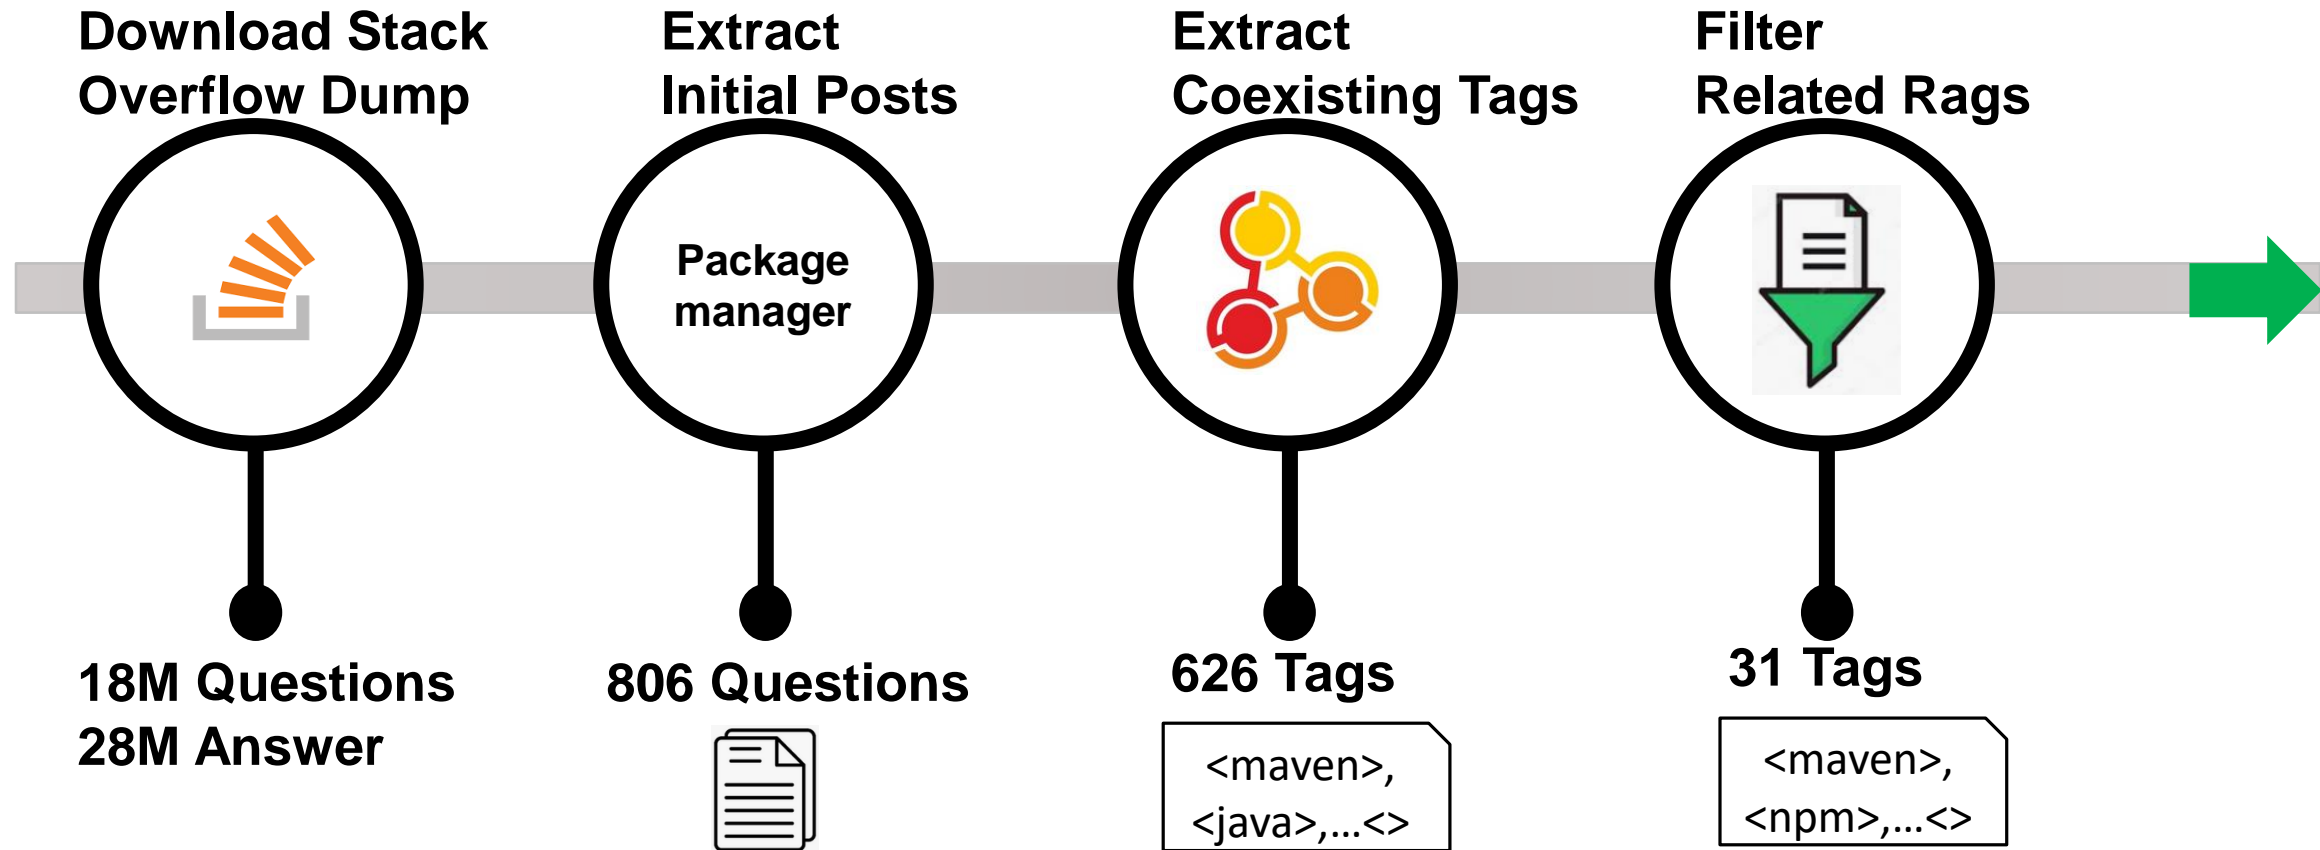 Download Stack
Overflow Dump
Extract
Initial Posts
Extract
Coexisting Tags
Filter
Related Rags
Package
manager
18M Questions
28M Answer
806 Questions
626 Tags
<maven>,
<java>,...<>
31 Tags
<maven>,
<npm>,...<>